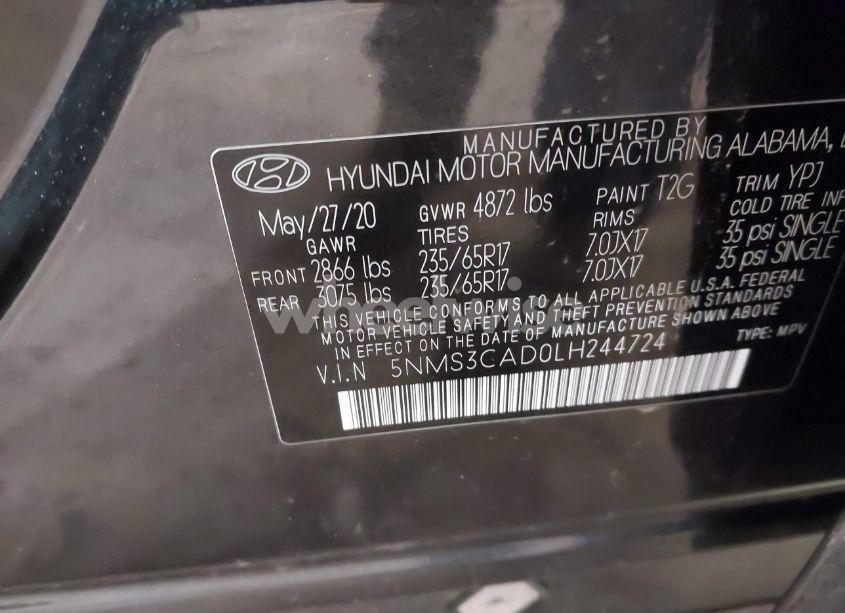 MANUFACTURED BY
HYUNDAI MOTOR MANUFACTURING ALABAMA,
May/27/20 GVWR 4872 lbs PAINT T2G TRIM YPJ
GAWR TIRES RIMS COLD TIRE INF
FRONT 2866 lbs 235/65R17 7.0JX17 35 psi SINGLE
REAR 3075 lbs 235/65R17 7.0JX17 35 psi SINGLE
THIS VEHICLE CONFORMS TO ALL APPLICABLE U.S.A. FEDERAL
MOTOR VEHICLE SAFETY AND THEFT PREVENTION STANDARDS
IN EFFECT ON THE DATE OF MANUFACTURE SHOWN ABOVE
V.I.N 5NMS3CAD0LH244724 TYPE: MPV